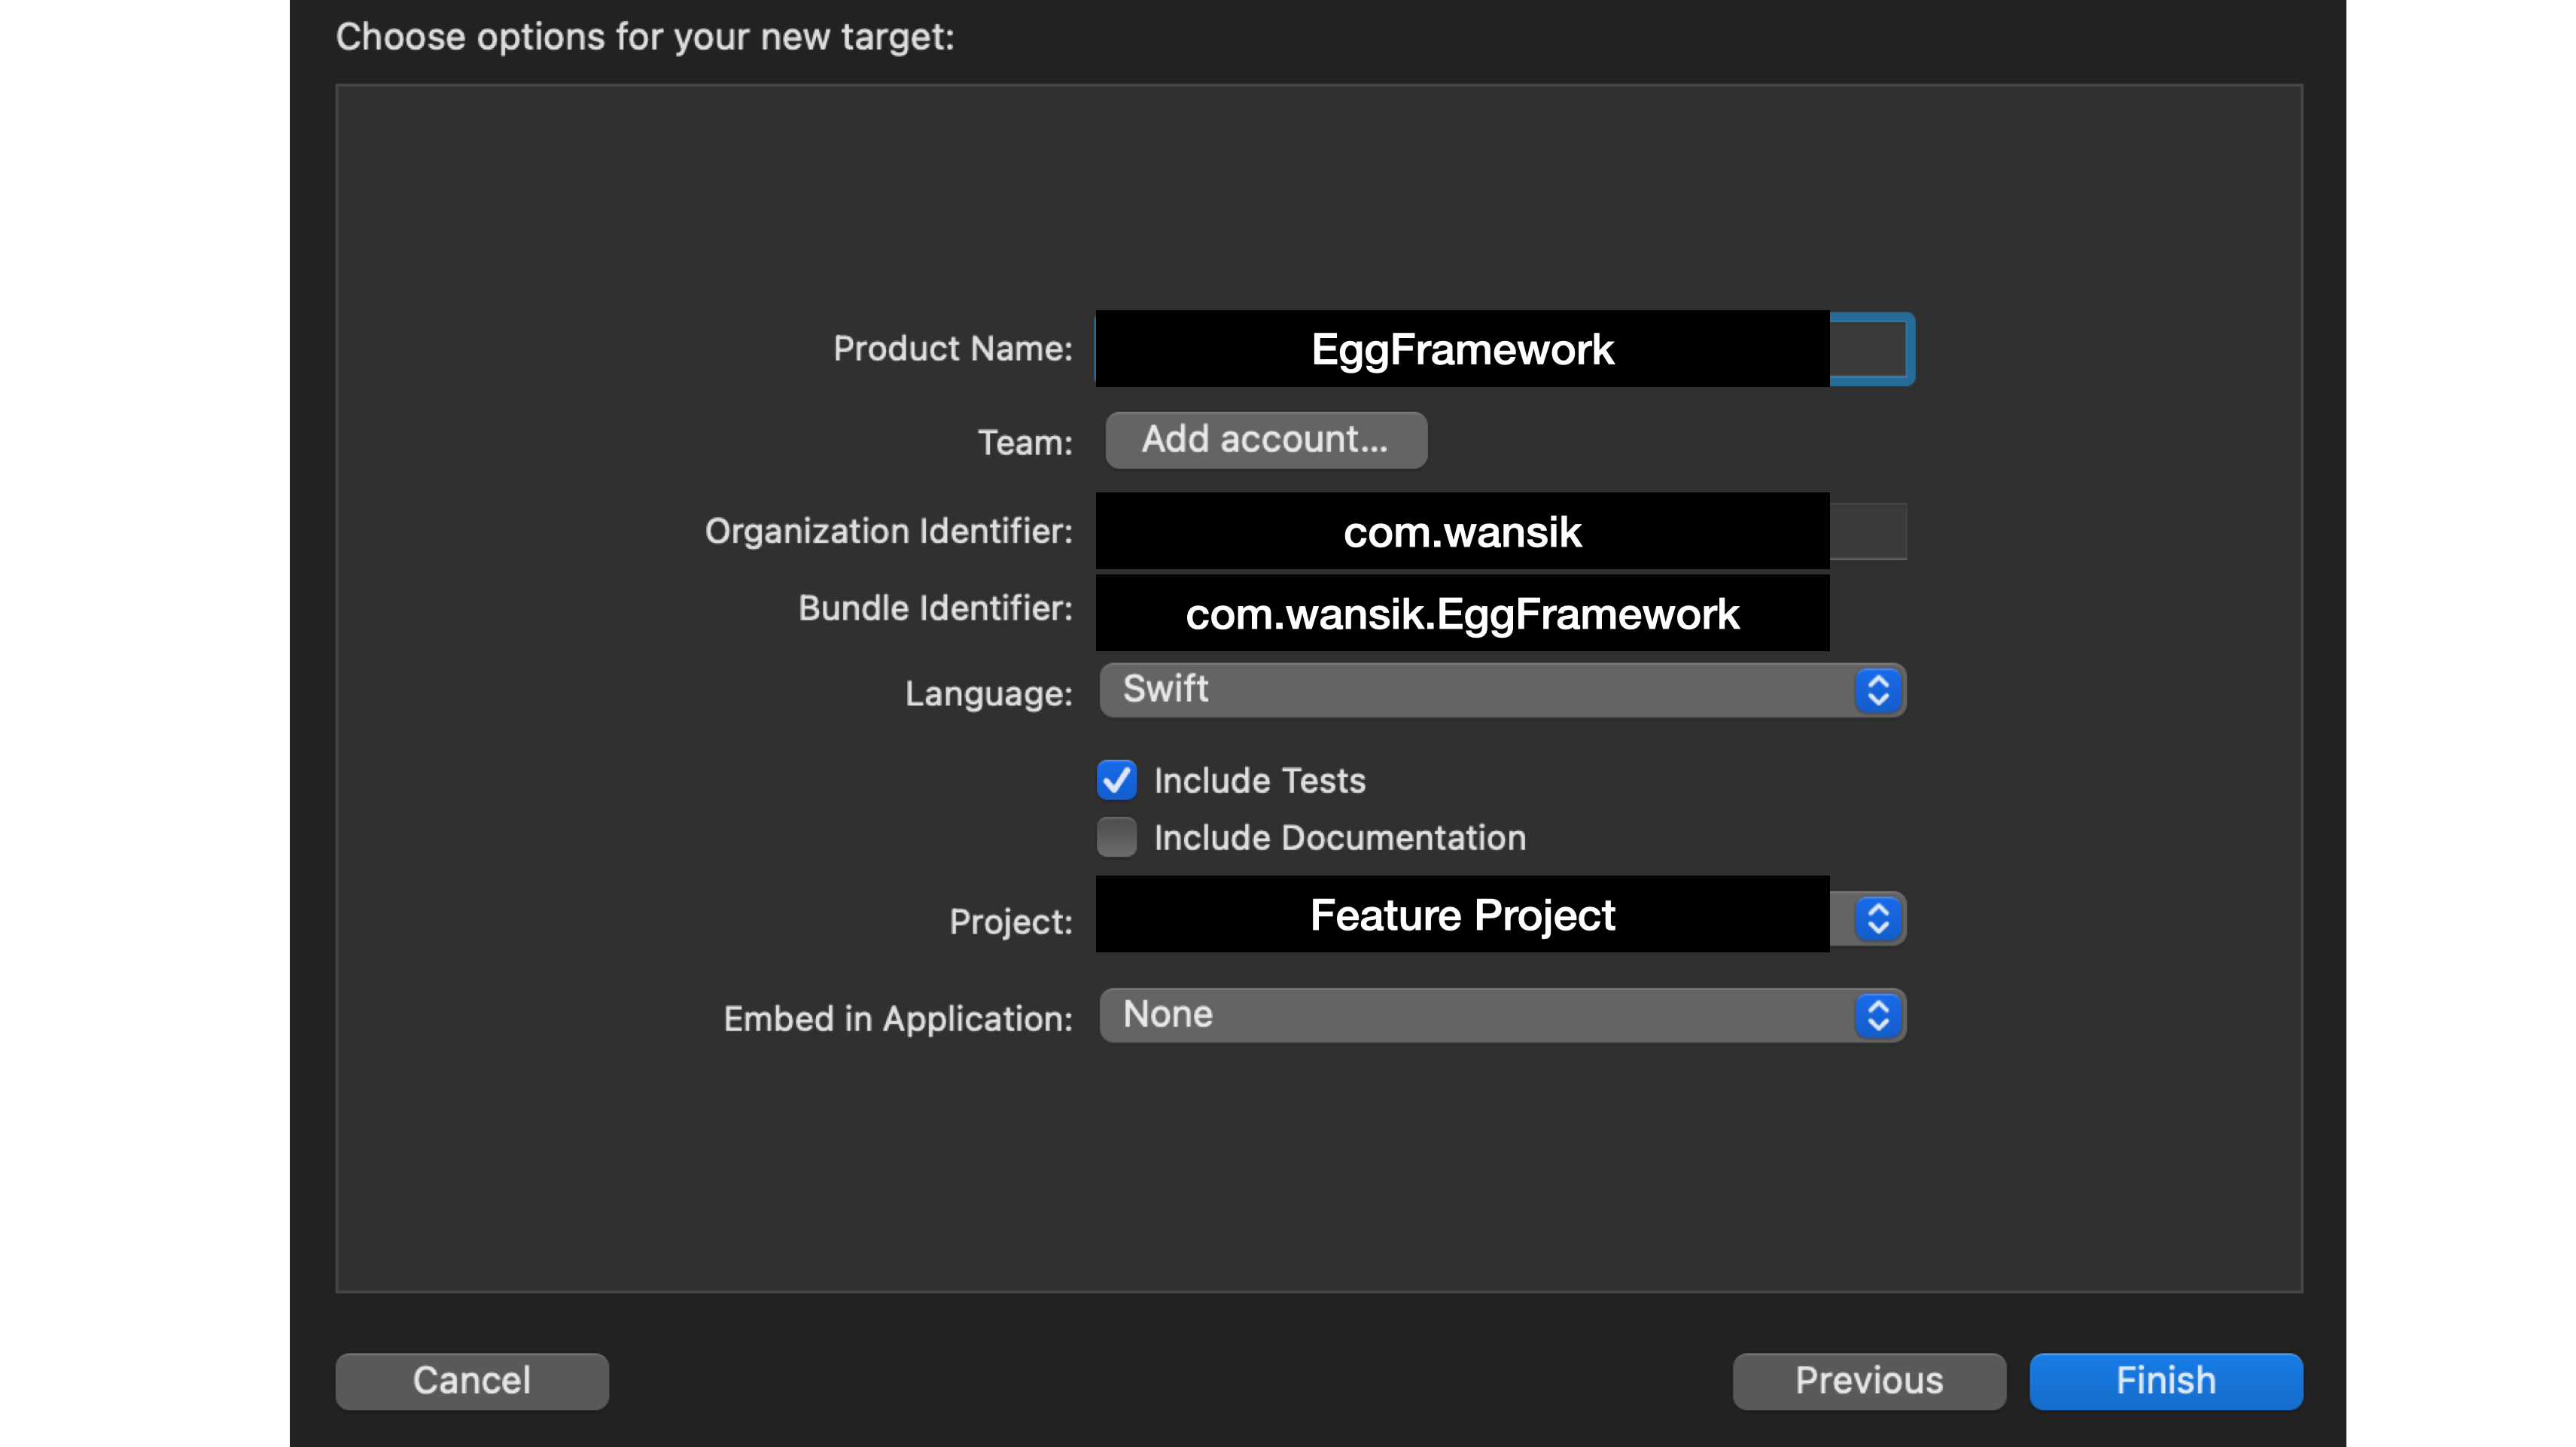 Choose options for your new target:
Product Name: EggFramework
Team: Add account...
Organization Identifier: com.wansik
Bundle Identifier: com.wansik.EggFramework
Language: Swift
Include Tests
Include Documentation
Project: Feature Project
Embed in Application: None
Cancel Previous Finish